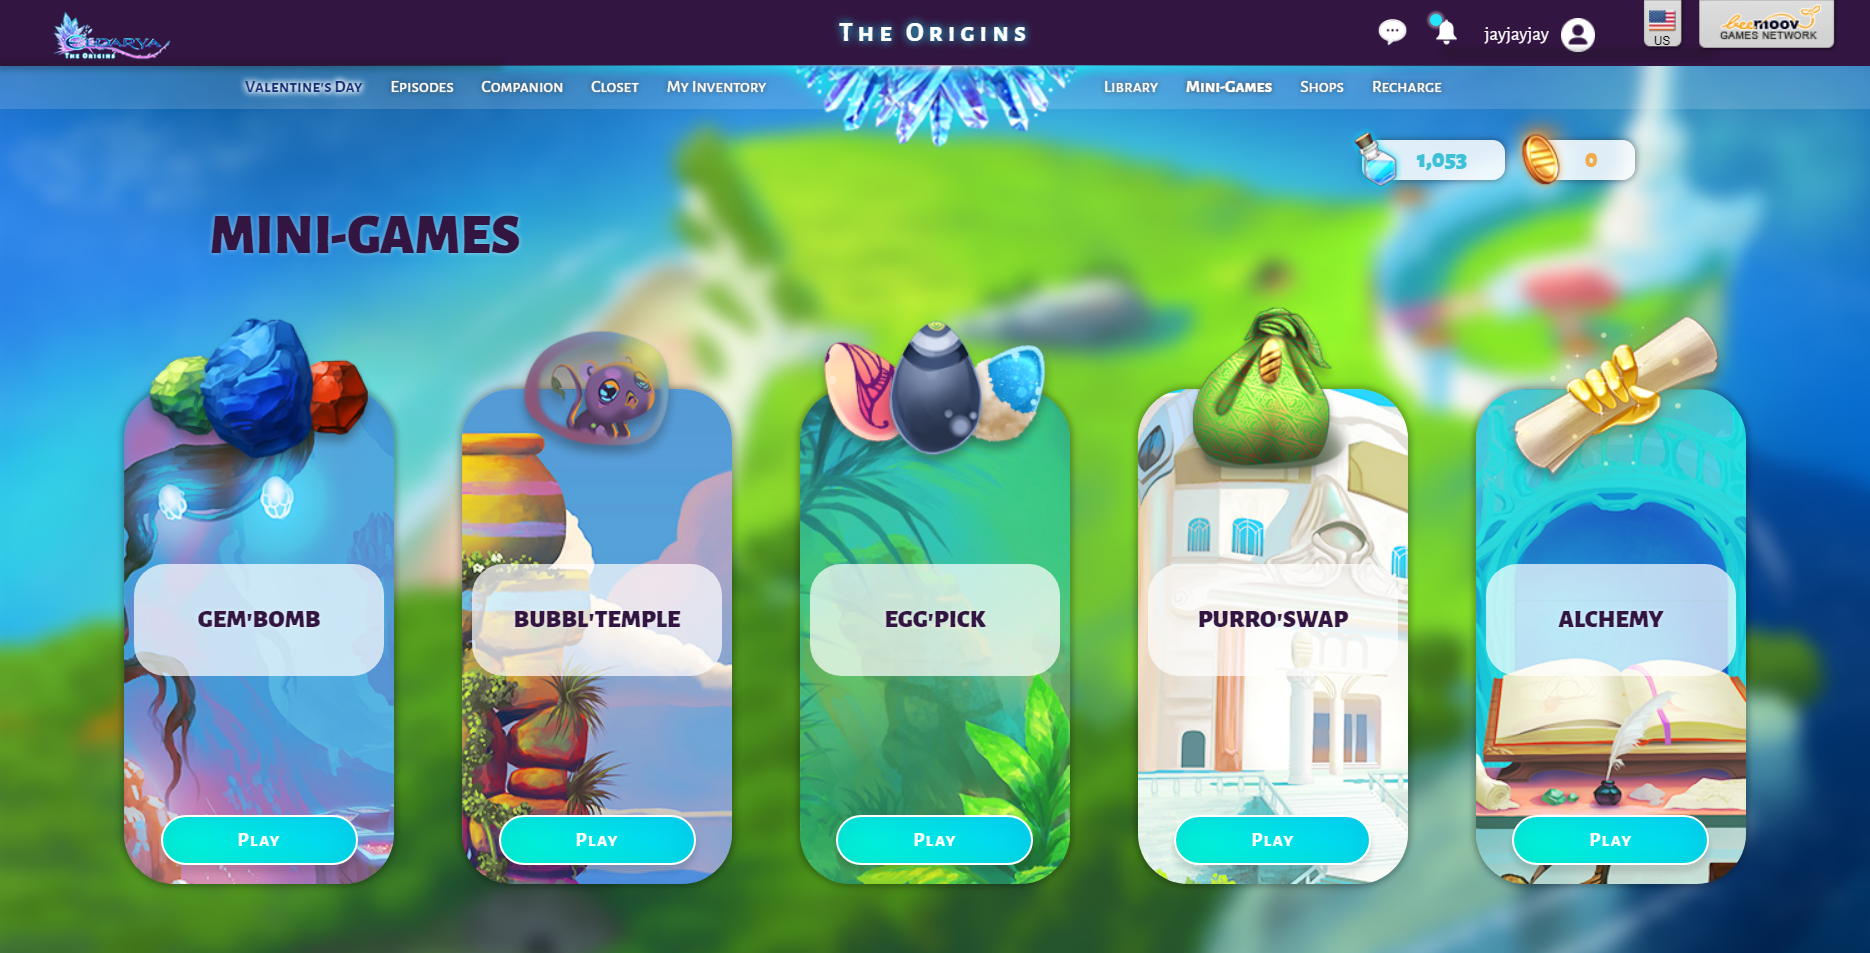 Eldarya
The Origins
The Origins
jayjayjay
US
beemoov
GAMES NETWORK
Valentine's Day
Episodes
Companion
Closet
My Inventory
Library
Mini-Games
Shops
Recharge
1,053
0
MINI-GAMES
GEM'BOMB
BUBBL'TEMPLE
EGG'PICK
PURRO'SWAP
ALCHEMY
Play
Play
Play
Play
Play